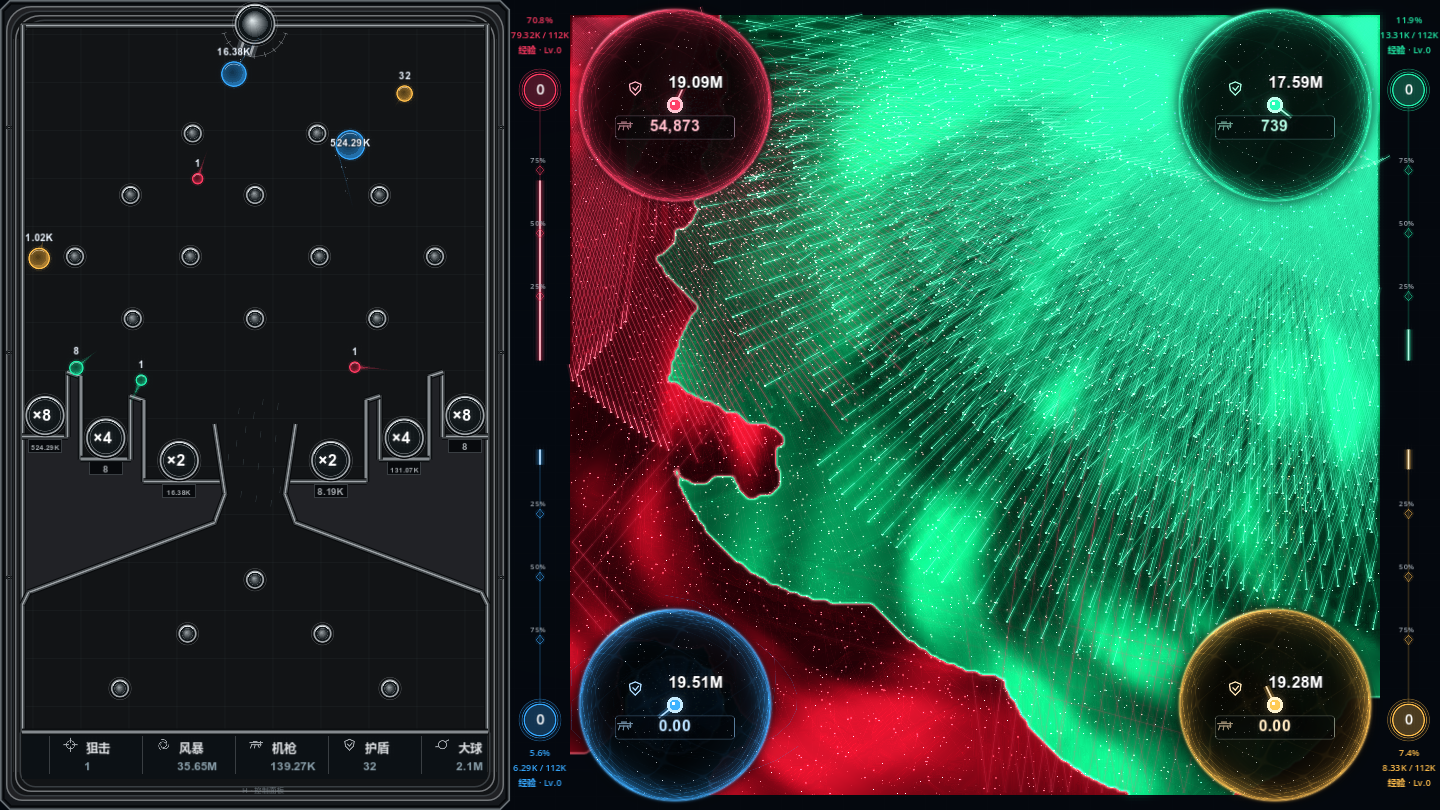 16.38K
32
524.29K
1
1.02K
8
1
1
×8
524.29K
×4
8
×2
16.38K
×2
8.19K
×4
131.07K
×8
8
狙击
1
风暴
35.65M
机枪
139.27K
护盾
32
大球
2.1M
H · 控制面板
70.8%
79.32K / 112K
经验 · Lv.0
0
75%
50%
25%
19.09M
54,873
17.59M
739
11.9%
13.31K / 112K
经验 · Lv.0
0
75%
50%
25%
25%
50%
75%
0
5.6%
6.29K / 112K
经验 · Lv.0
19.51M
0.00
19.28M
0.00
25%
50%
75%
0
7.4%
8.33K / 112K
经验 · Lv.0